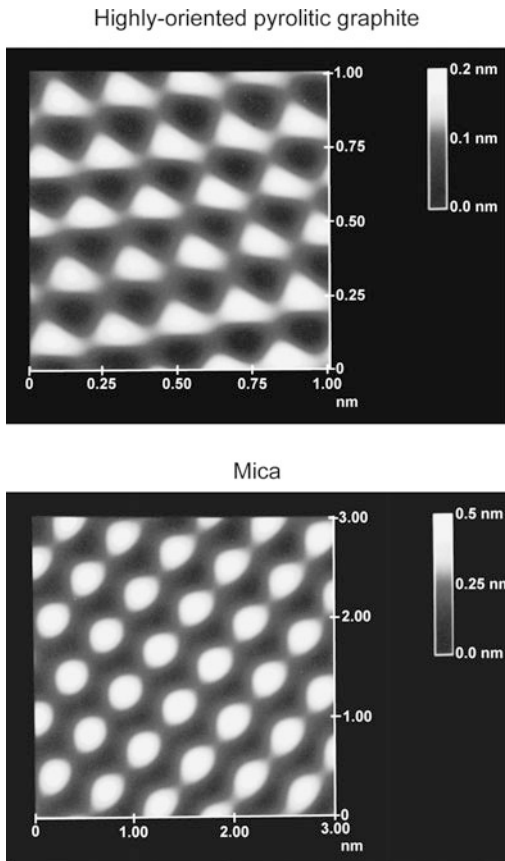 Highly-oriented pyrolitic graphite
1.00
0.75
0.50
0.25
0
0 0.25 0.50 0.75 1.00
nm
0.2 nm
0.1 nm
0.0 nm
Mica
3.00
2.00
1.00
0
0 1.00 2.00 3.00
nm
0.5 nm
0.25 nm
0.0 nm